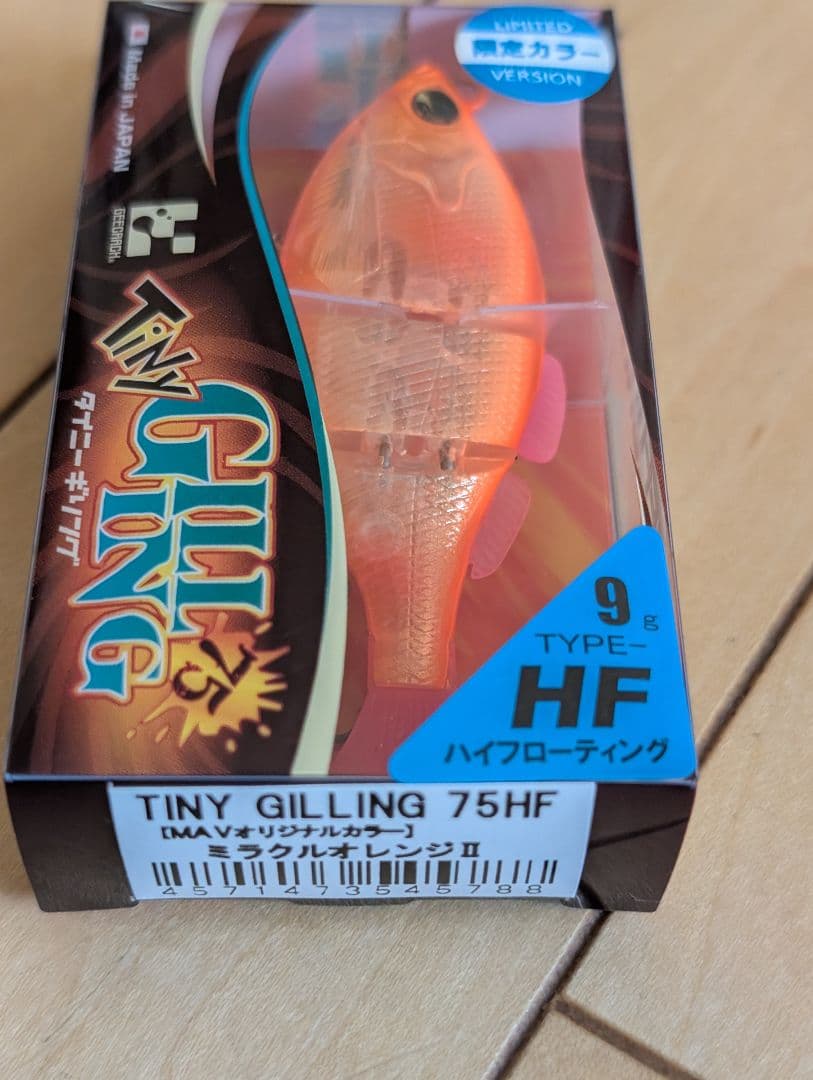 LIMITED
限定カラー
VERSION
Made in JAPAN
GEECRACK
TiNY
GILL
ING
75
タイニーギリング
9g
TYPE-
HF
ハイフローティング
TINY GILLING 75HF
[MAVオリジナルカラー]
ミラクルオレンジⅡ
4571473545788